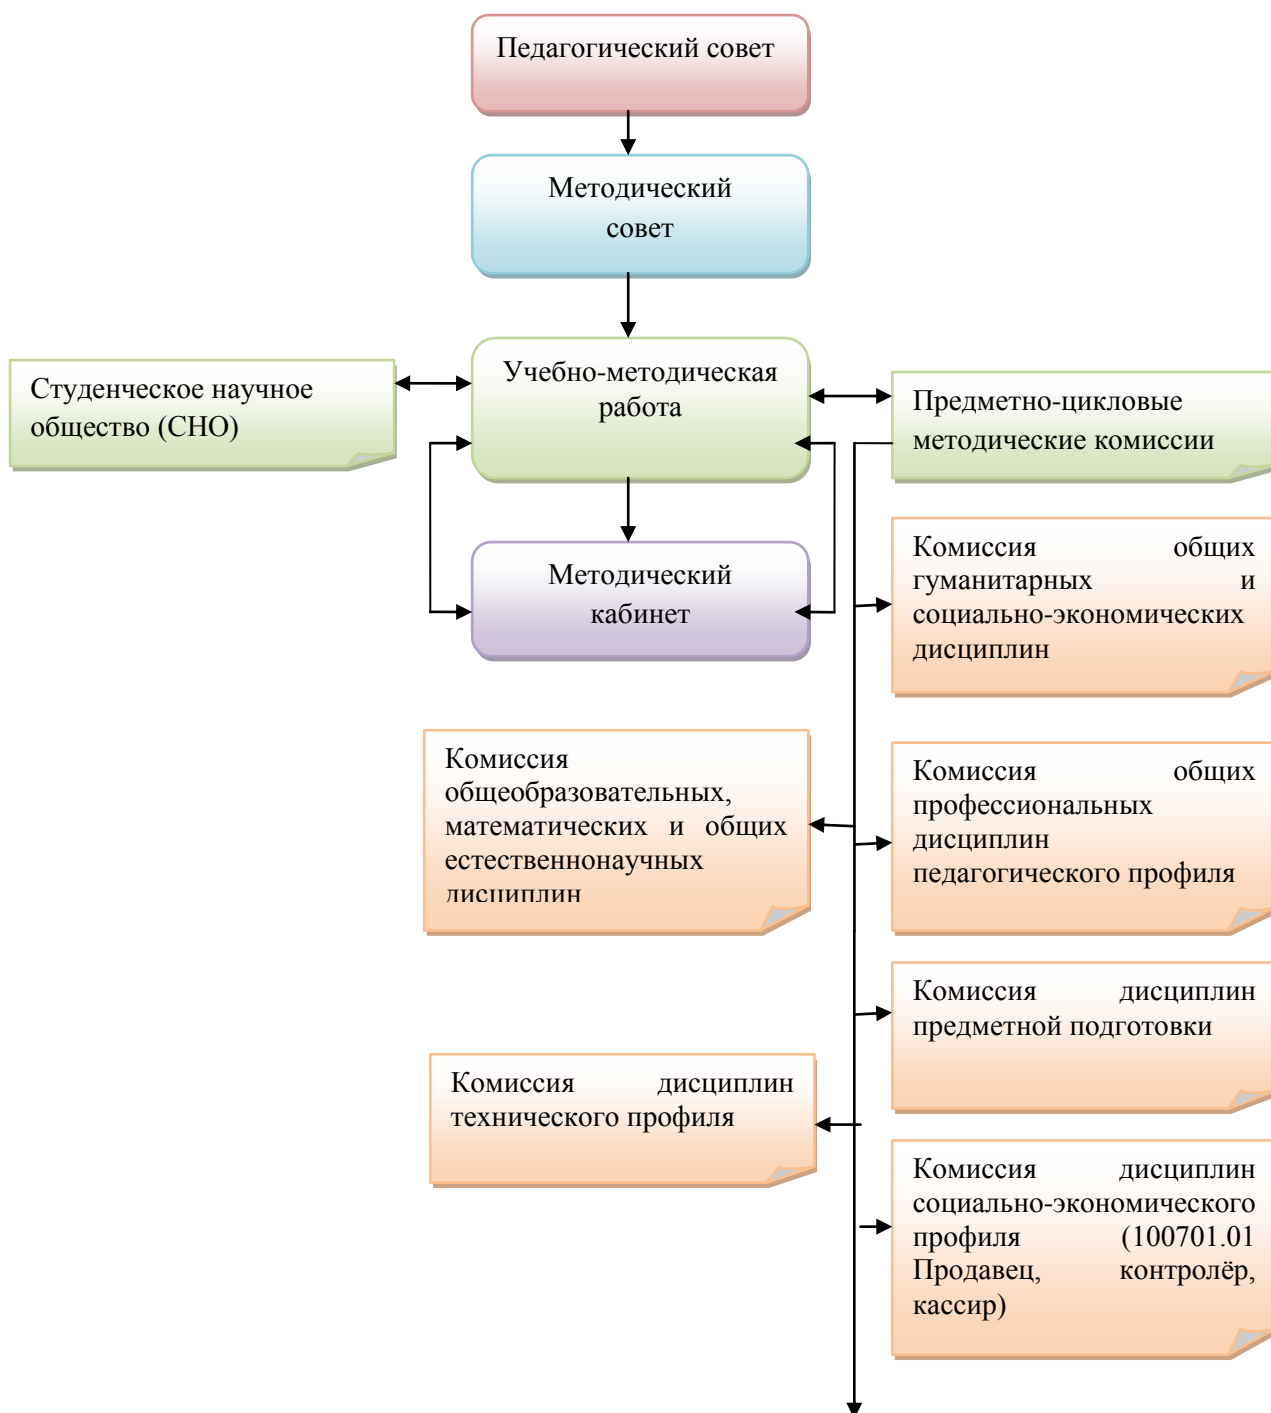 Педагогический совет
Методический
совет
Учебно-методическая
работа
Студенческое научное
общество (СНО)
Предметно-цикловые
методические комиссии
Методический
кабинет
Комиссия общих
гуманитарных и
социально-экономических
дисциплин
Комиссия
общеобразовательных,
математических и общих
естественнонаучных
дисциплин
Комиссия общих
профессиональных
дисциплин
педагогического профиля
Комиссия дисциплин
предметной подготовки
Комиссия дисциплин
технического профиля
Комиссия дисциплин
социально-экономического
профиля (100701.01
Продавец, контролёр,
кассир)